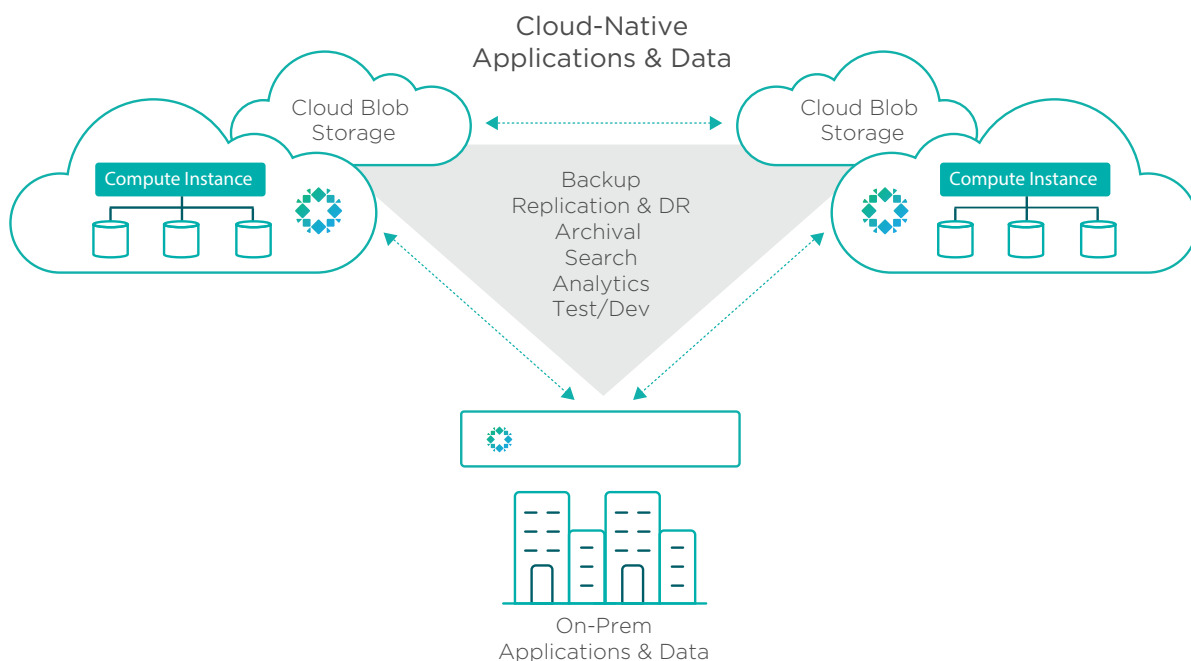 Cloud-Native
Applications & Data
Cloud Blob
Storage
Cloud Blob
Storage
Compute Instance
Compute Instance
Backup
Replication & DR
Archival
Search
Analytics
Test/Dev
On-Prem
Applications & Data